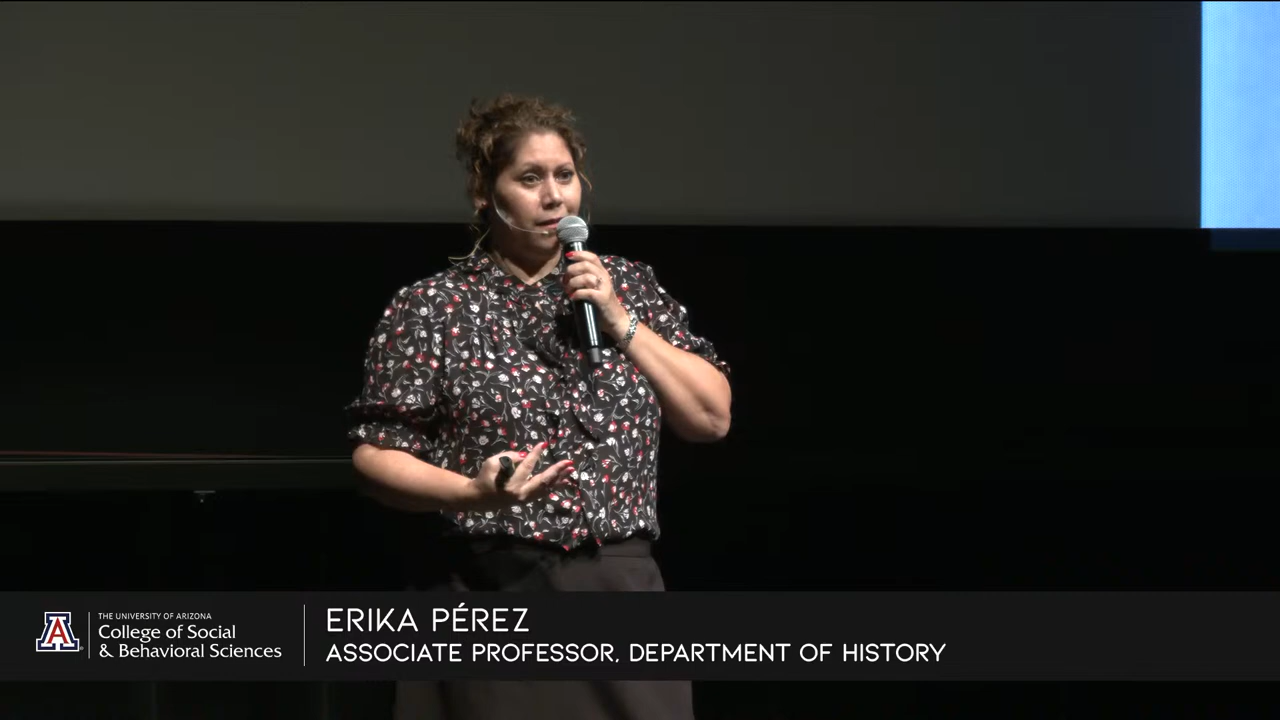 THE UNIVERSITY OF ARIZONA
College of Social
& Behavioral Sciences
ERIKA PÉREZ
ASSOCIATE PROFESSOR, DEPARTMENT OF HISTORY
A